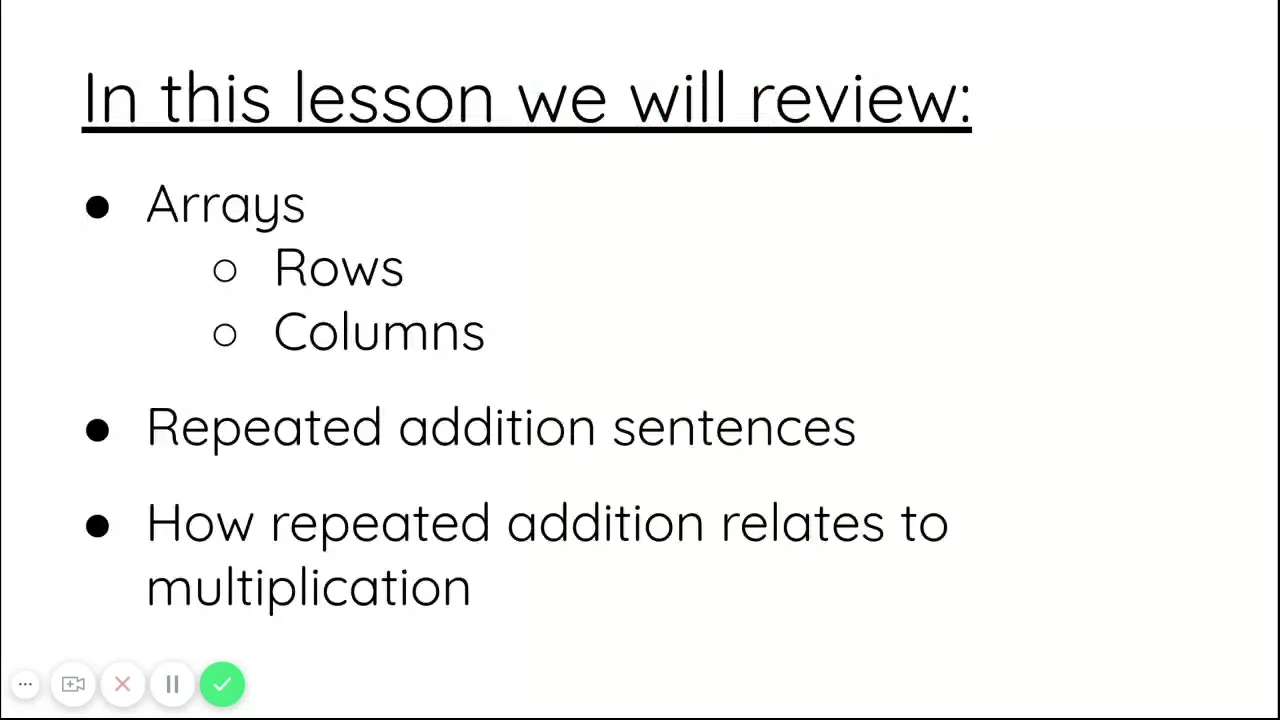 In this lesson we will review:
● Arrays
○ Rows
○ Columns
● Repeated addition sentences
● How repeated addition relates to
multiplication